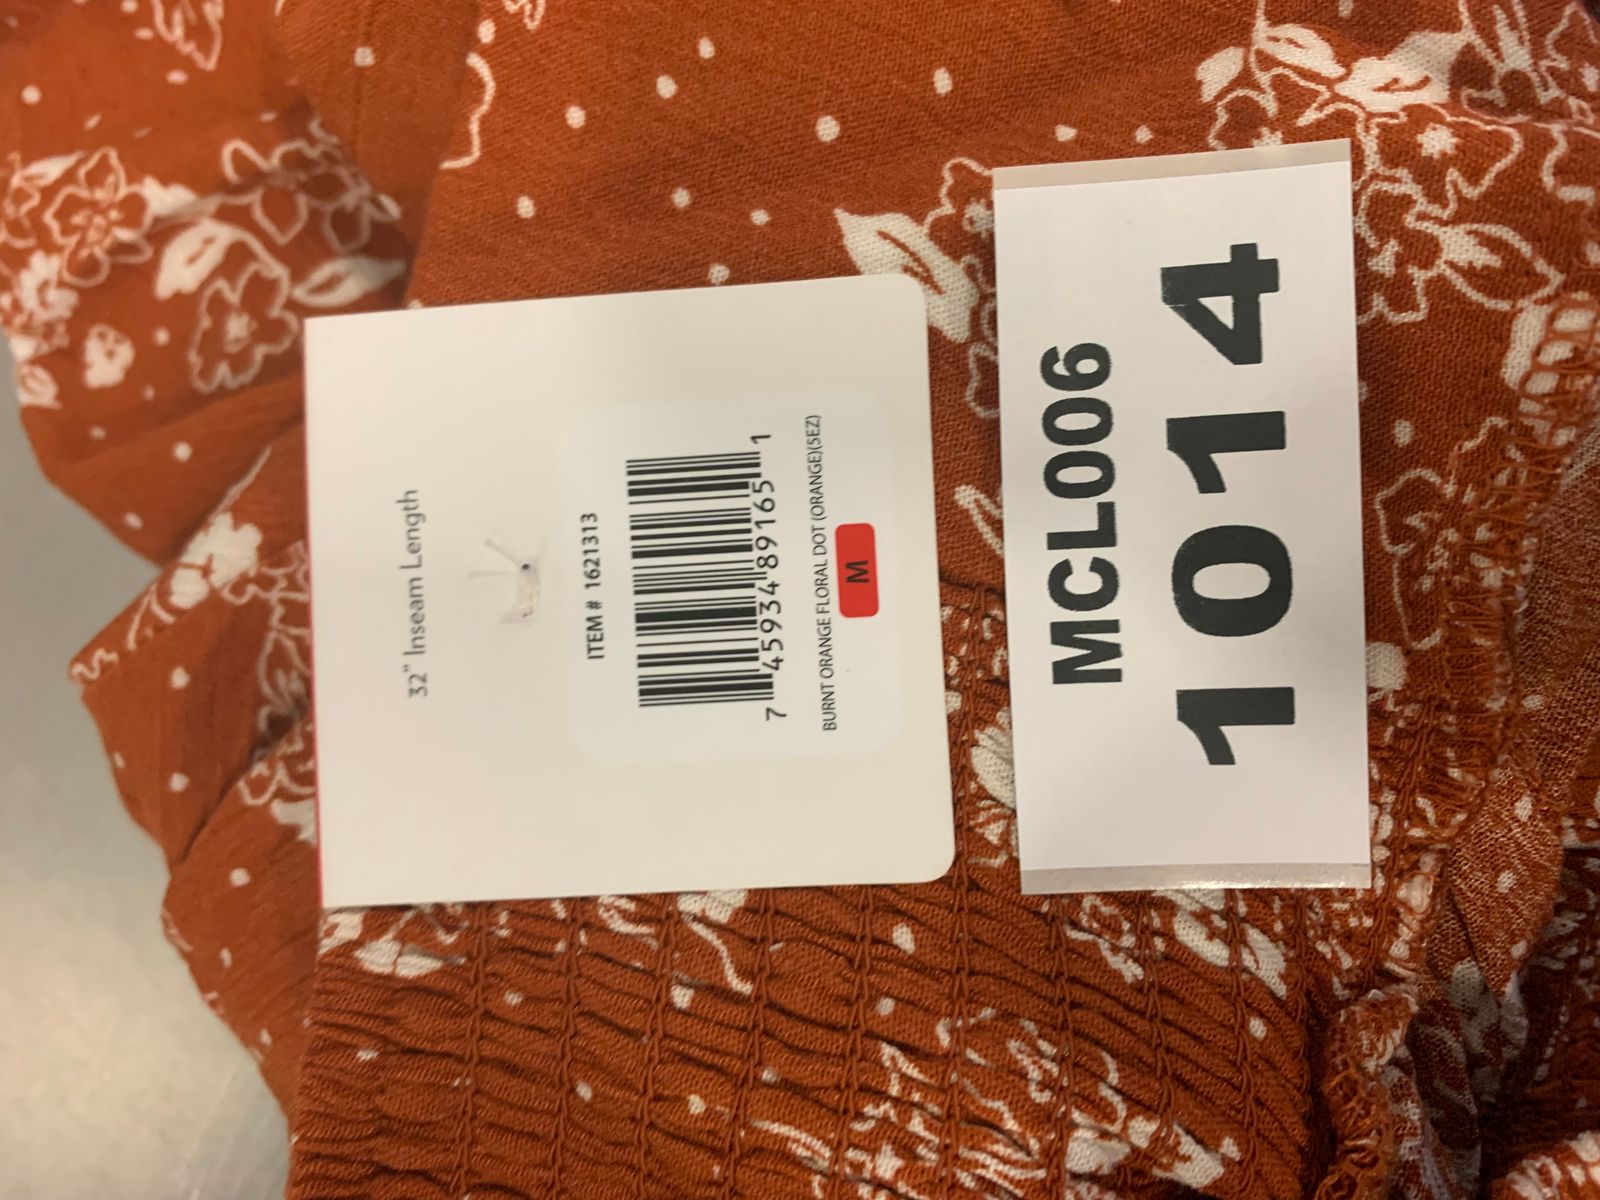 32" Inseam Length
ITEM # 1621313
7 45934 89165 1
BURNT ORANGE FLORAL DOT (ORANGE)(5EZ)
M
MCL006
1014